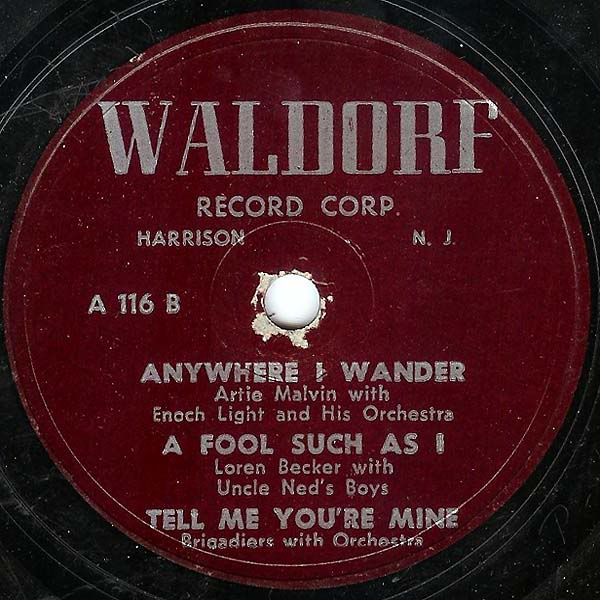 WALDORF
RECORD CORP.
HARRISON N. J.
A 116 B
ANYWHERE I WANDER
Artie Malvin with
Enoch Light and His Orchestra
A FOOL SUCH AS I
Loren Becker with
Uncle Ned's Boys
TELL ME YOU'RE MINE
Brigadiers with Orchestra